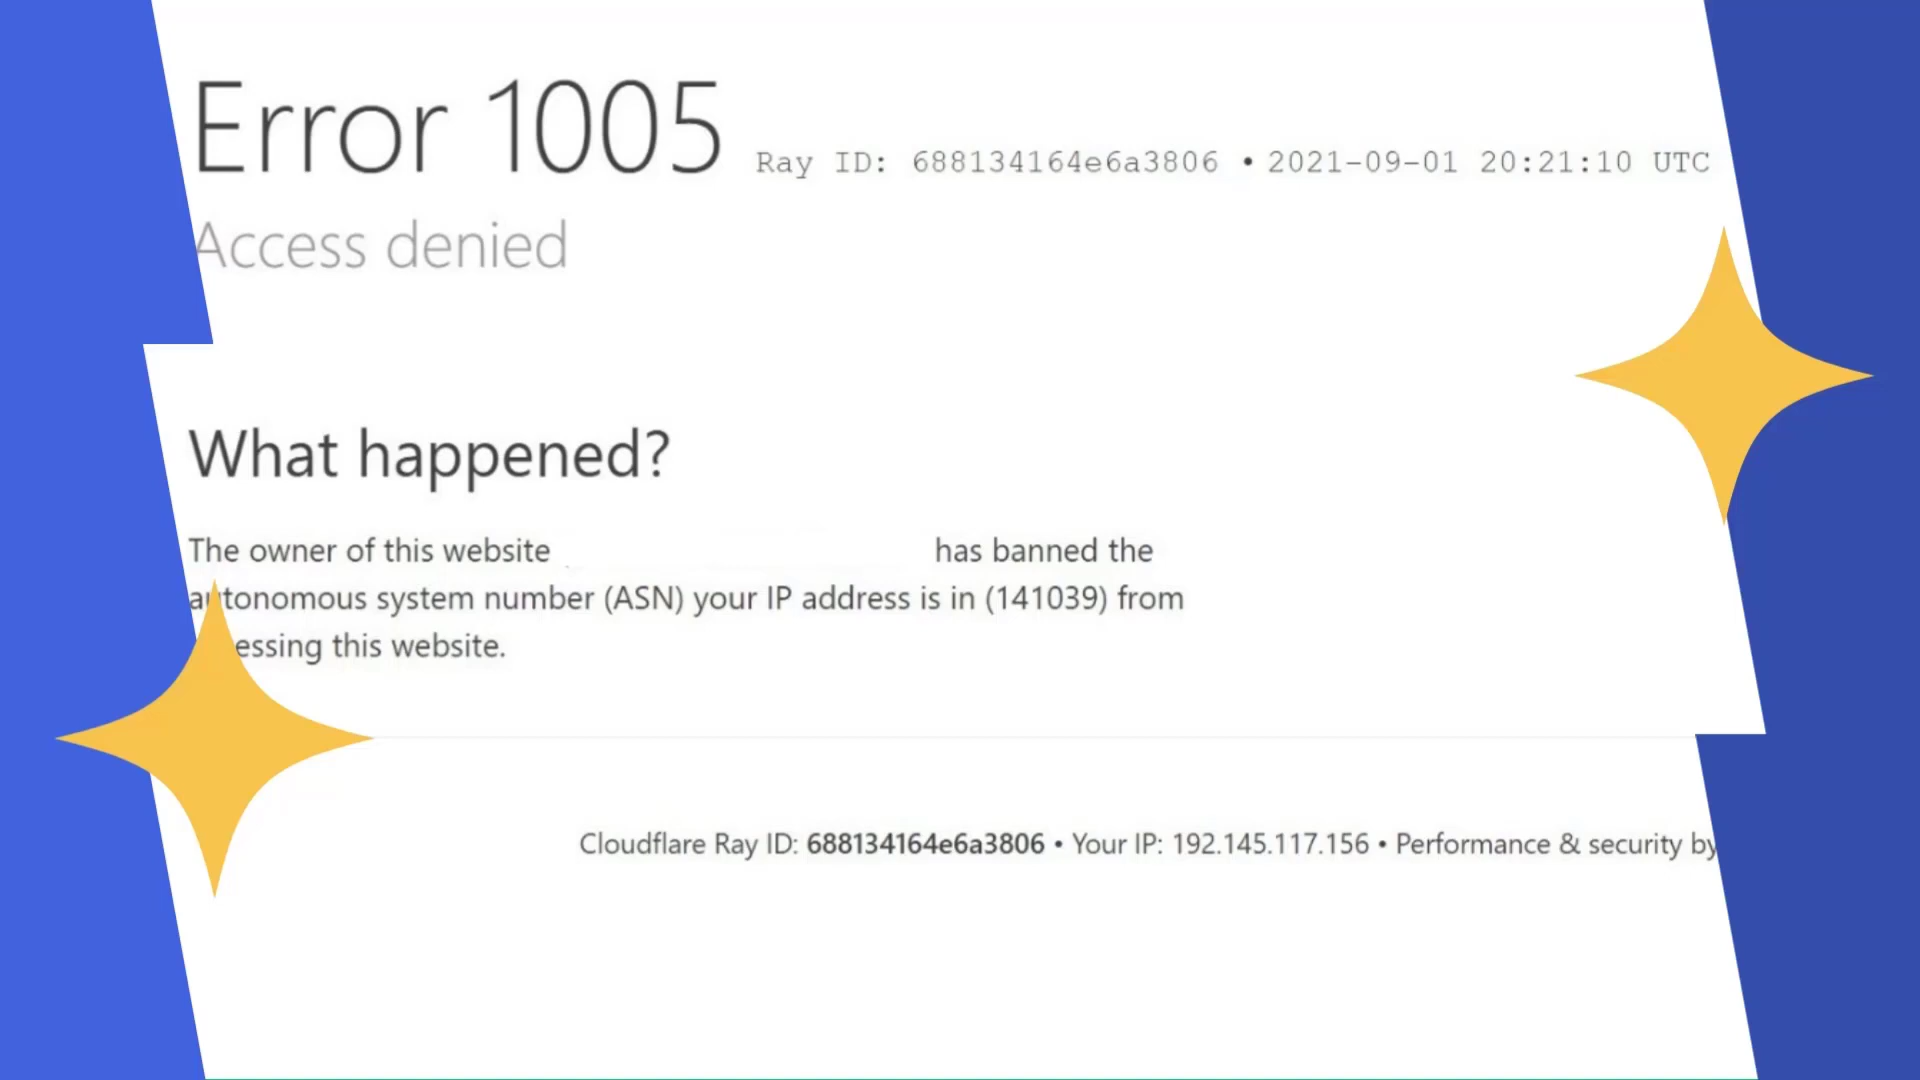 Error 1005 Ray ID: 688134164e6a3806 • 2021-09-01 20:21:10 UTC
Access denied
What happened?
The owner of this website has banned the
autonomous system number (ASN) your IP address is in (141039) from
essing this website.
Cloudflare Ray ID: 688134164e6a3806 • Your IP: 192.145.117.156 • Performance & security by